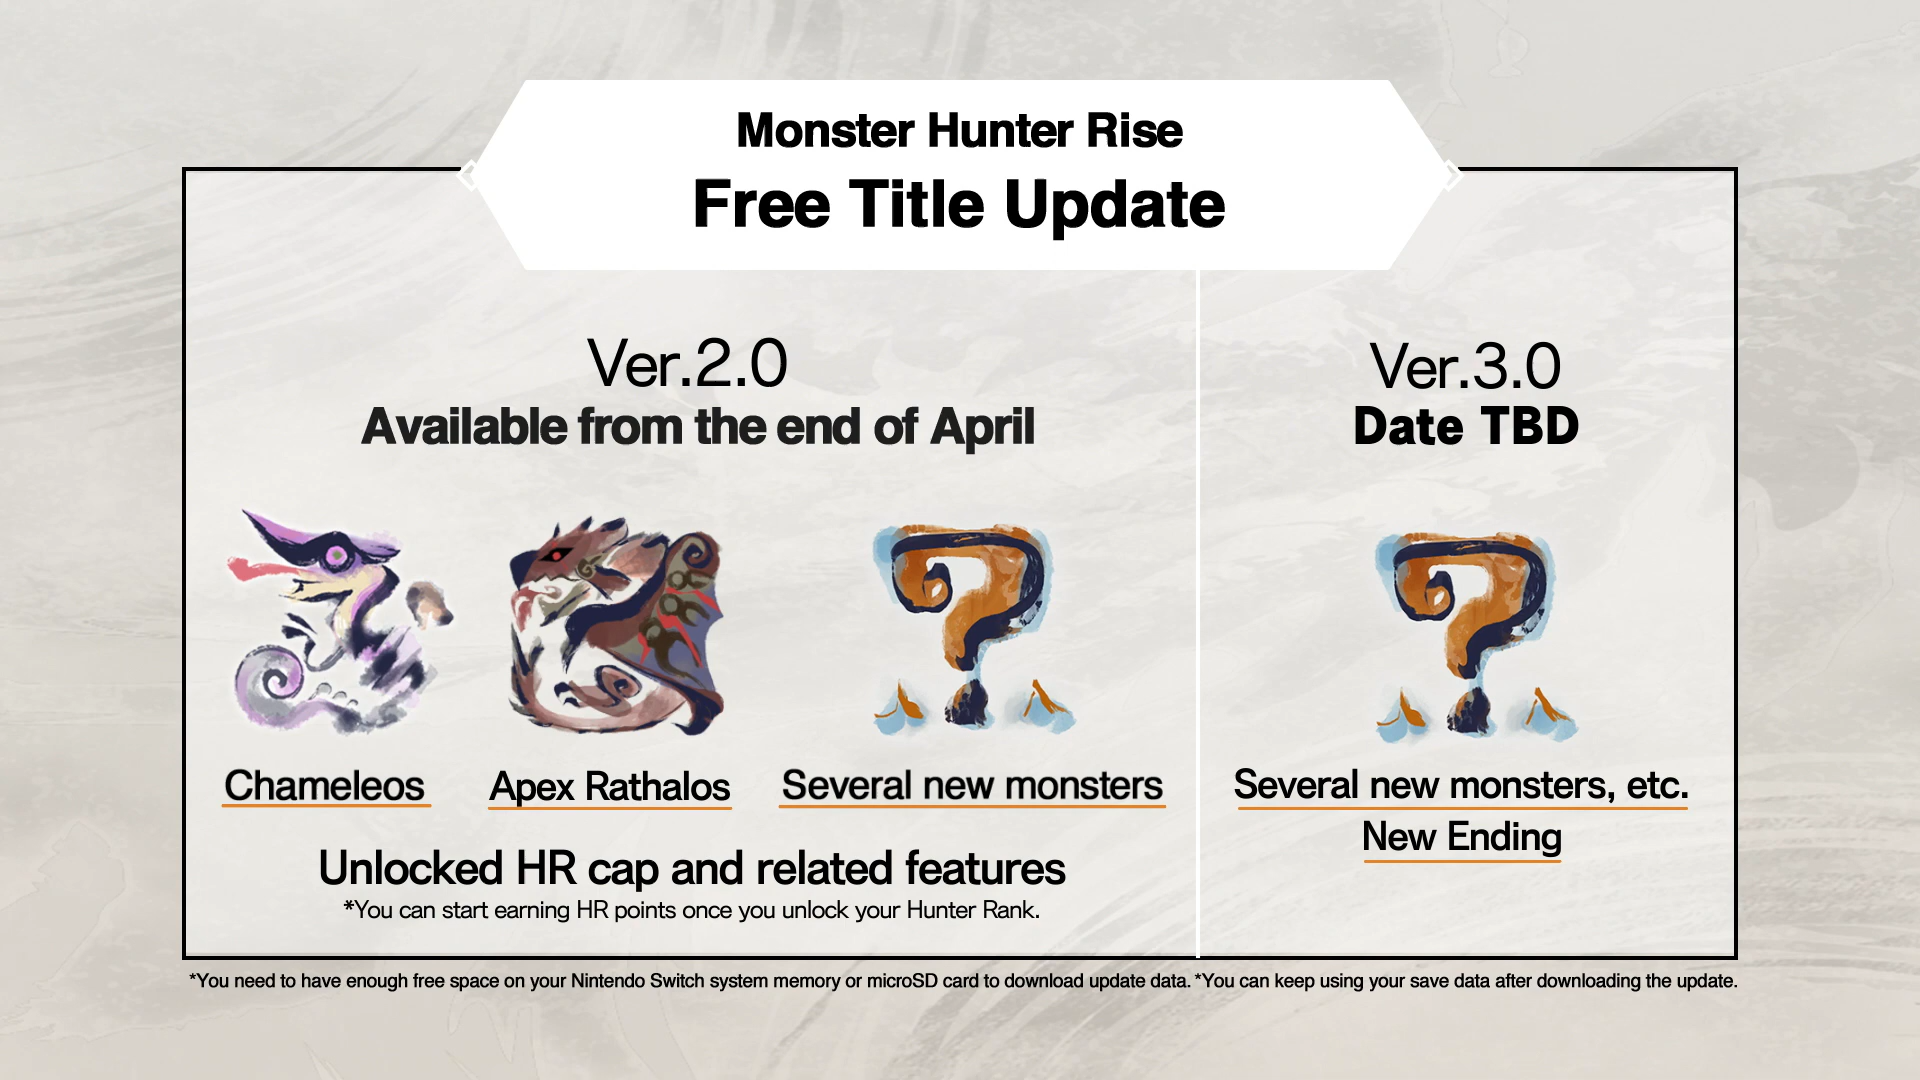 Monster Hunter Rise
Free Title Update
Ver.2.0
Available from the end of April
Chameleos
Apex Rathalos
Several new monsters
Unlocked HR cap and related features
*You can start earning HR points once you unlock your Hunter Rank.
Ver.3.0
Date TBD
Several new monsters, etc.
New Ending
*You need to have enough free space on your Nintendo Switch system memory or microSD card to download update data. *You can keep using your save data after downloading the update.